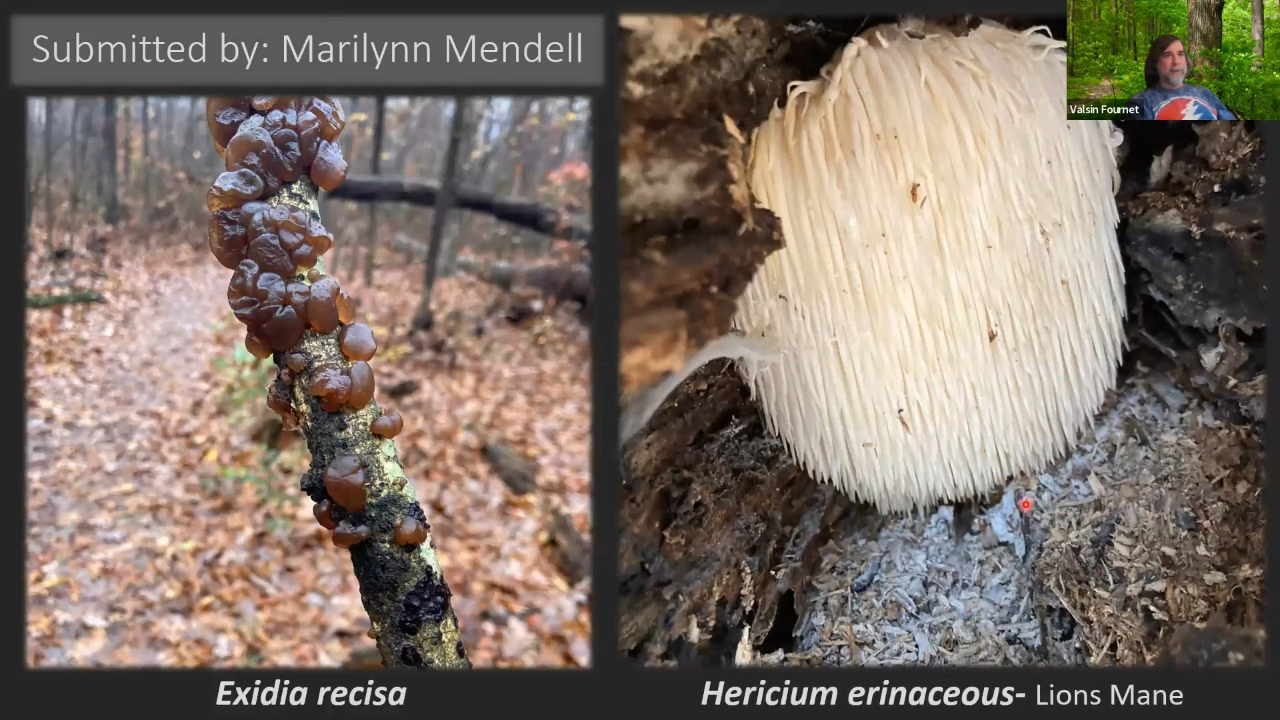 Submitted by: Marilynn Mendell
Valsin Fournet
Exidia recisa
Hericium erinaceous- Lions Mane